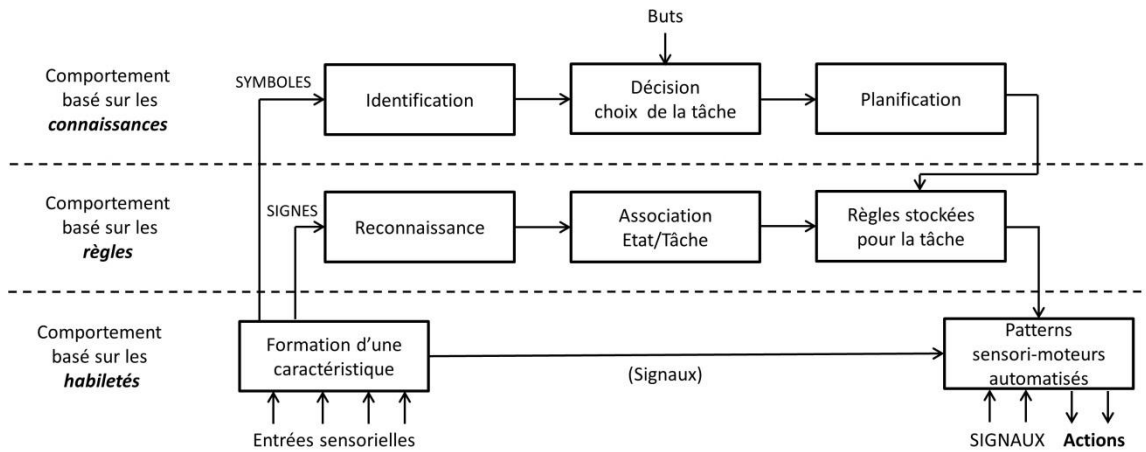 Buts
Comportement
basé sur les
connaissances
SYMBOLES
Identification
Décision
choix de la tâche
Planification
Comportement
basé sur les
règles
SIGNES
Reconnaissance
Association
Etat/Tâche
Règles stockées
pour la tâche
Comportement
basé sur les
habiletés
Formation d'une
caractéristique
(Signaux)
Patterns
sensori-moteurs
automatisés
Entrées sensorielles
SIGNAUX
Actions